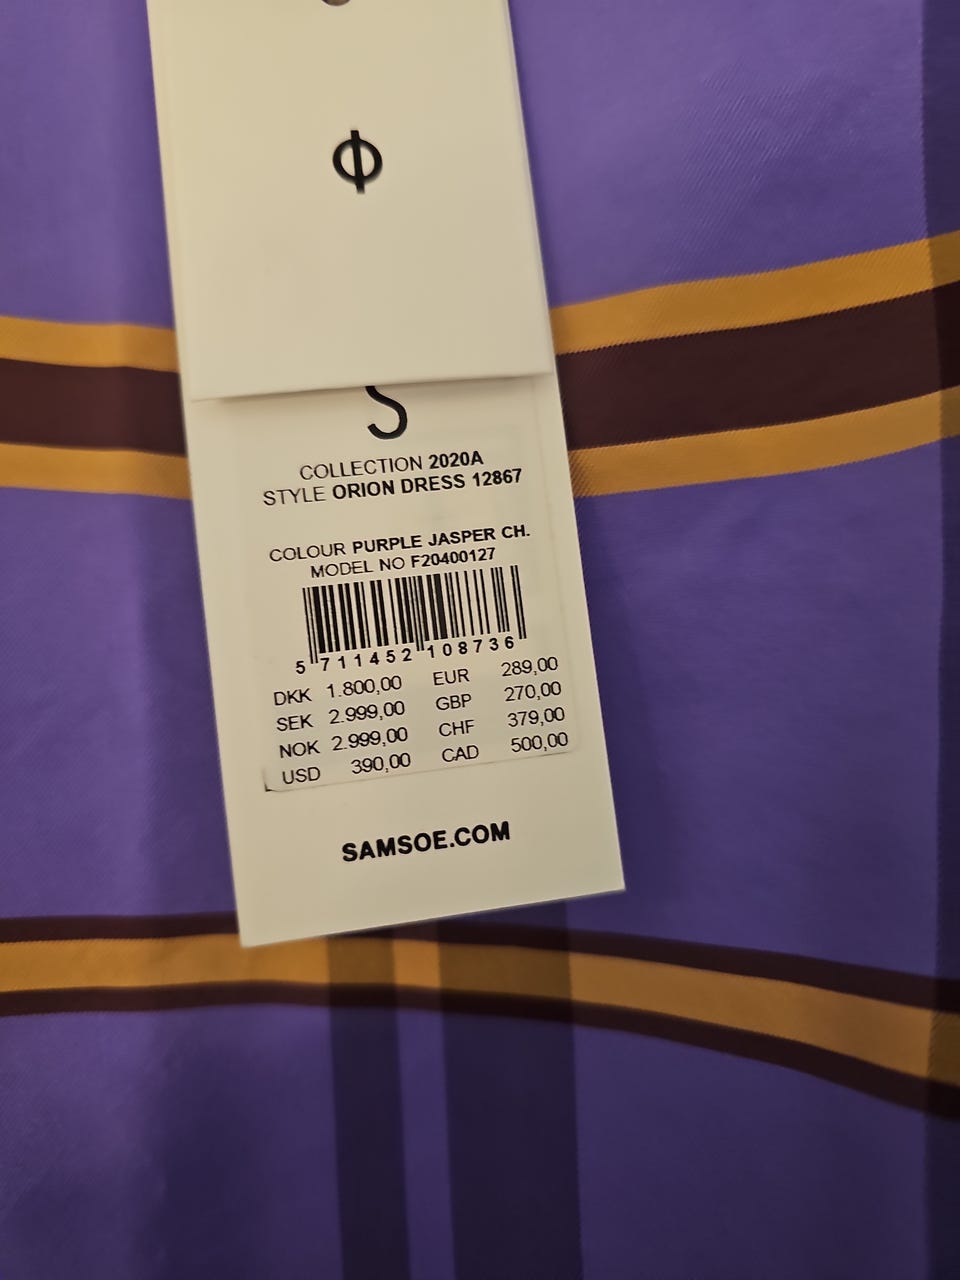 Φ
S
COLLECTION 2020A
STYLE ORION DRESS 12867
COLOUR PURPLE JASPER CH.
MODEL NO F20400127
5 711452 108736
DKK 1.800,00 EUR 289,00
SEK 2.999,00 GBP 270,00
NOK 2.999,00 CHF 379,00
USD 390,00 CAD 500,00
SAMSOE.COM